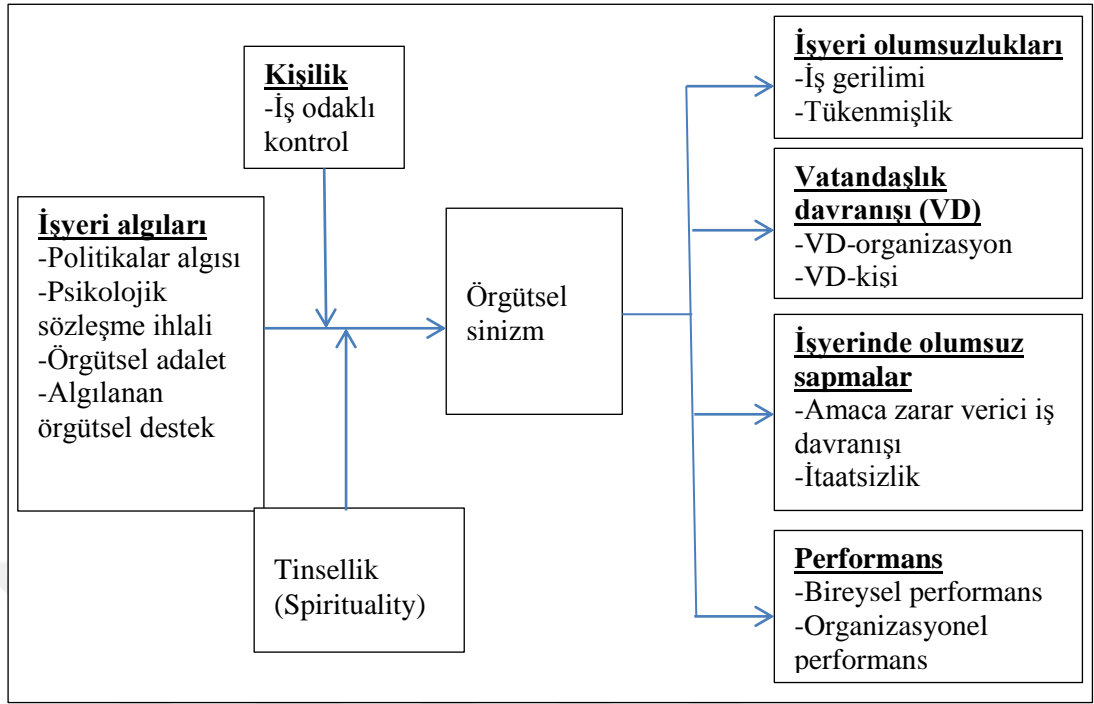 Kişilik
-İş odaklı
kontrol
İşyeri algıları
-Politikalar algısı
-Psikolojik
sözleşme ihlali
-Örgütsel adalet
-Algılanan
örgütsel destek
Tinsellik
(Spirituality)
Örgütsel
sinizm
İşyeri olumsuzlukları
-İş gerilimi
-Tükenmişlik
Vatandaşlık
davranışı (VD)
-VD-organizasyon
-VD-kişi
İşyerinde olumsuz
sapmalar
-Amaca zarar verici iş
davranışı
-İtaatsizlik
Performans
-Bireysel performans
-Organizasyonel
performans